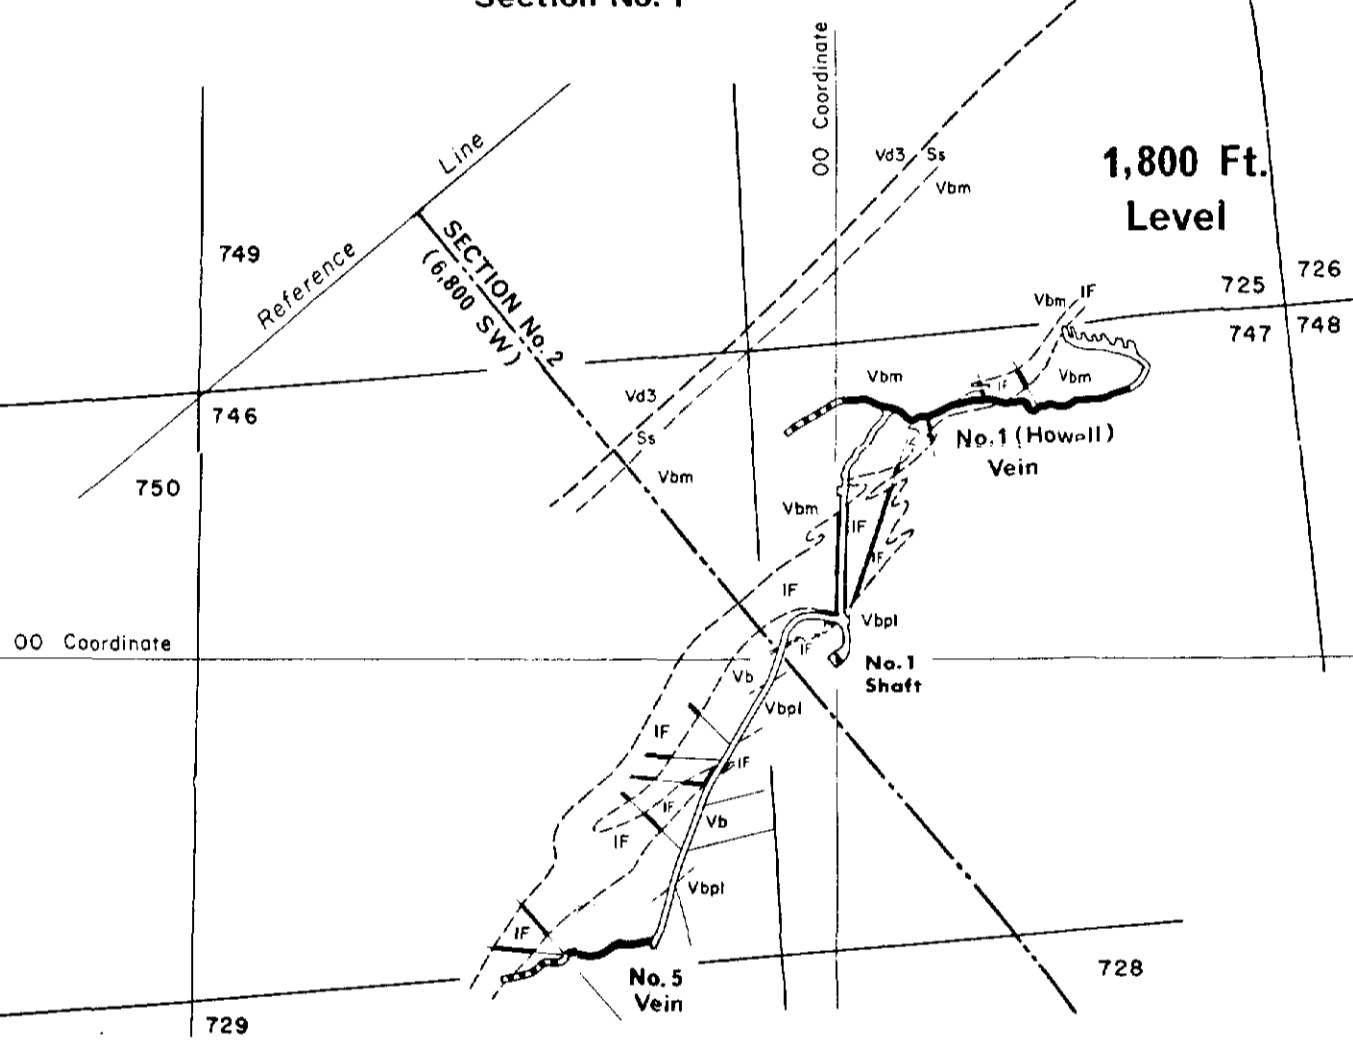 Section No. 1
OO Coordinate
1,800 Ft.
Level
Vd3
Ss
Vbm
Line
Reference
749
SECTION No. 2
(6,800 SW)
725
726
747
748
Vbm
IF
746
750
Vd3
Ss
Vbm
Vbm
IF
Vbm
No. 1 (Howell)
Vein
Vbm
IF
IF
IF
Vbpl
OO Coordinate
IF
No. 1
Shaft
Vb
Vbpl
IF
IF
IF
Vb
IF
Vbpl
IF
No. 5
Vein
728
729